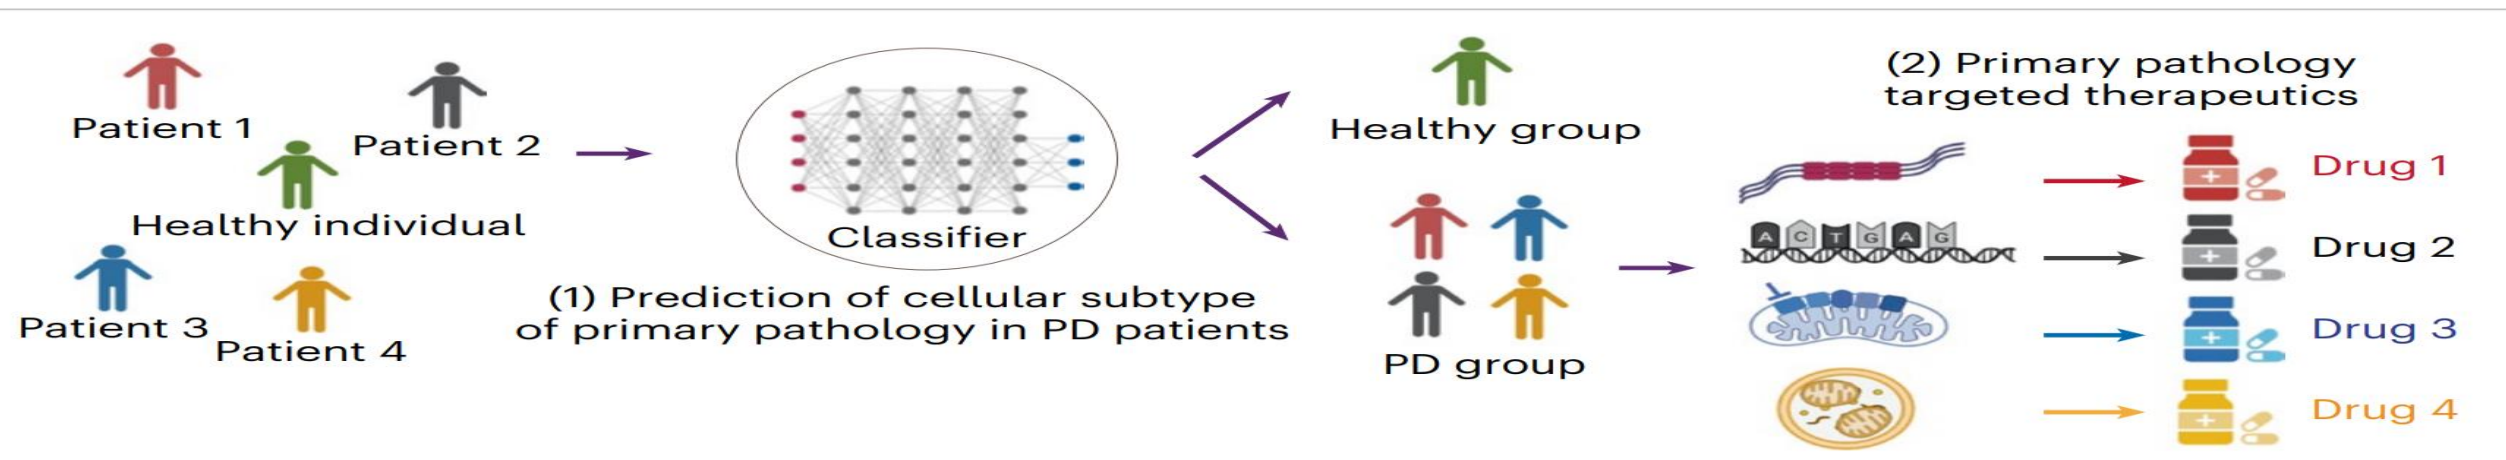 Patient 1
Patient 2
Healthy individual
Patient 3
Patient 4
Classifier
(1) Prediction of cellular subtype
of primary pathology in PD patients
Healthy group
PD group
(2) Primary pathology
targeted therapeutics
Drug 1
A C T G A G
Drug 2
Drug 3
Drug 4